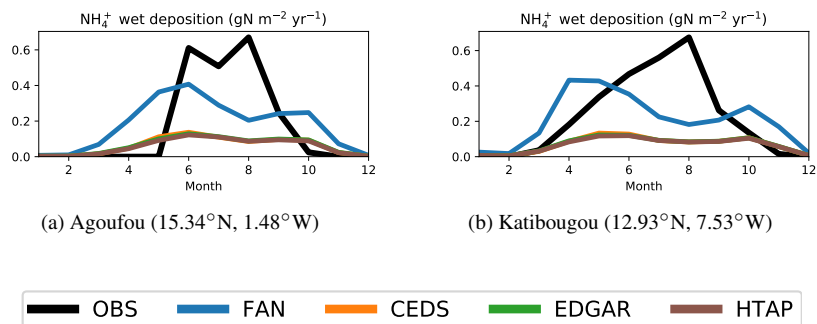 NH₄⁺ wet deposition (gN m⁻² yr⁻¹)
0.6
0.4
0.2
0.0
2 4 6 8 10 12
Month
(a) Agoufou (15.34°N, 1.48°W)
NH₄⁺ wet deposition (gN m⁻² yr⁻¹)
0.6
0.4
0.2
0.0
2 4 6 8 10 12
Month
(b) Katibougou (12.93°N, 7.53°W)
OBS FAN CEDS EDGAR HTAP